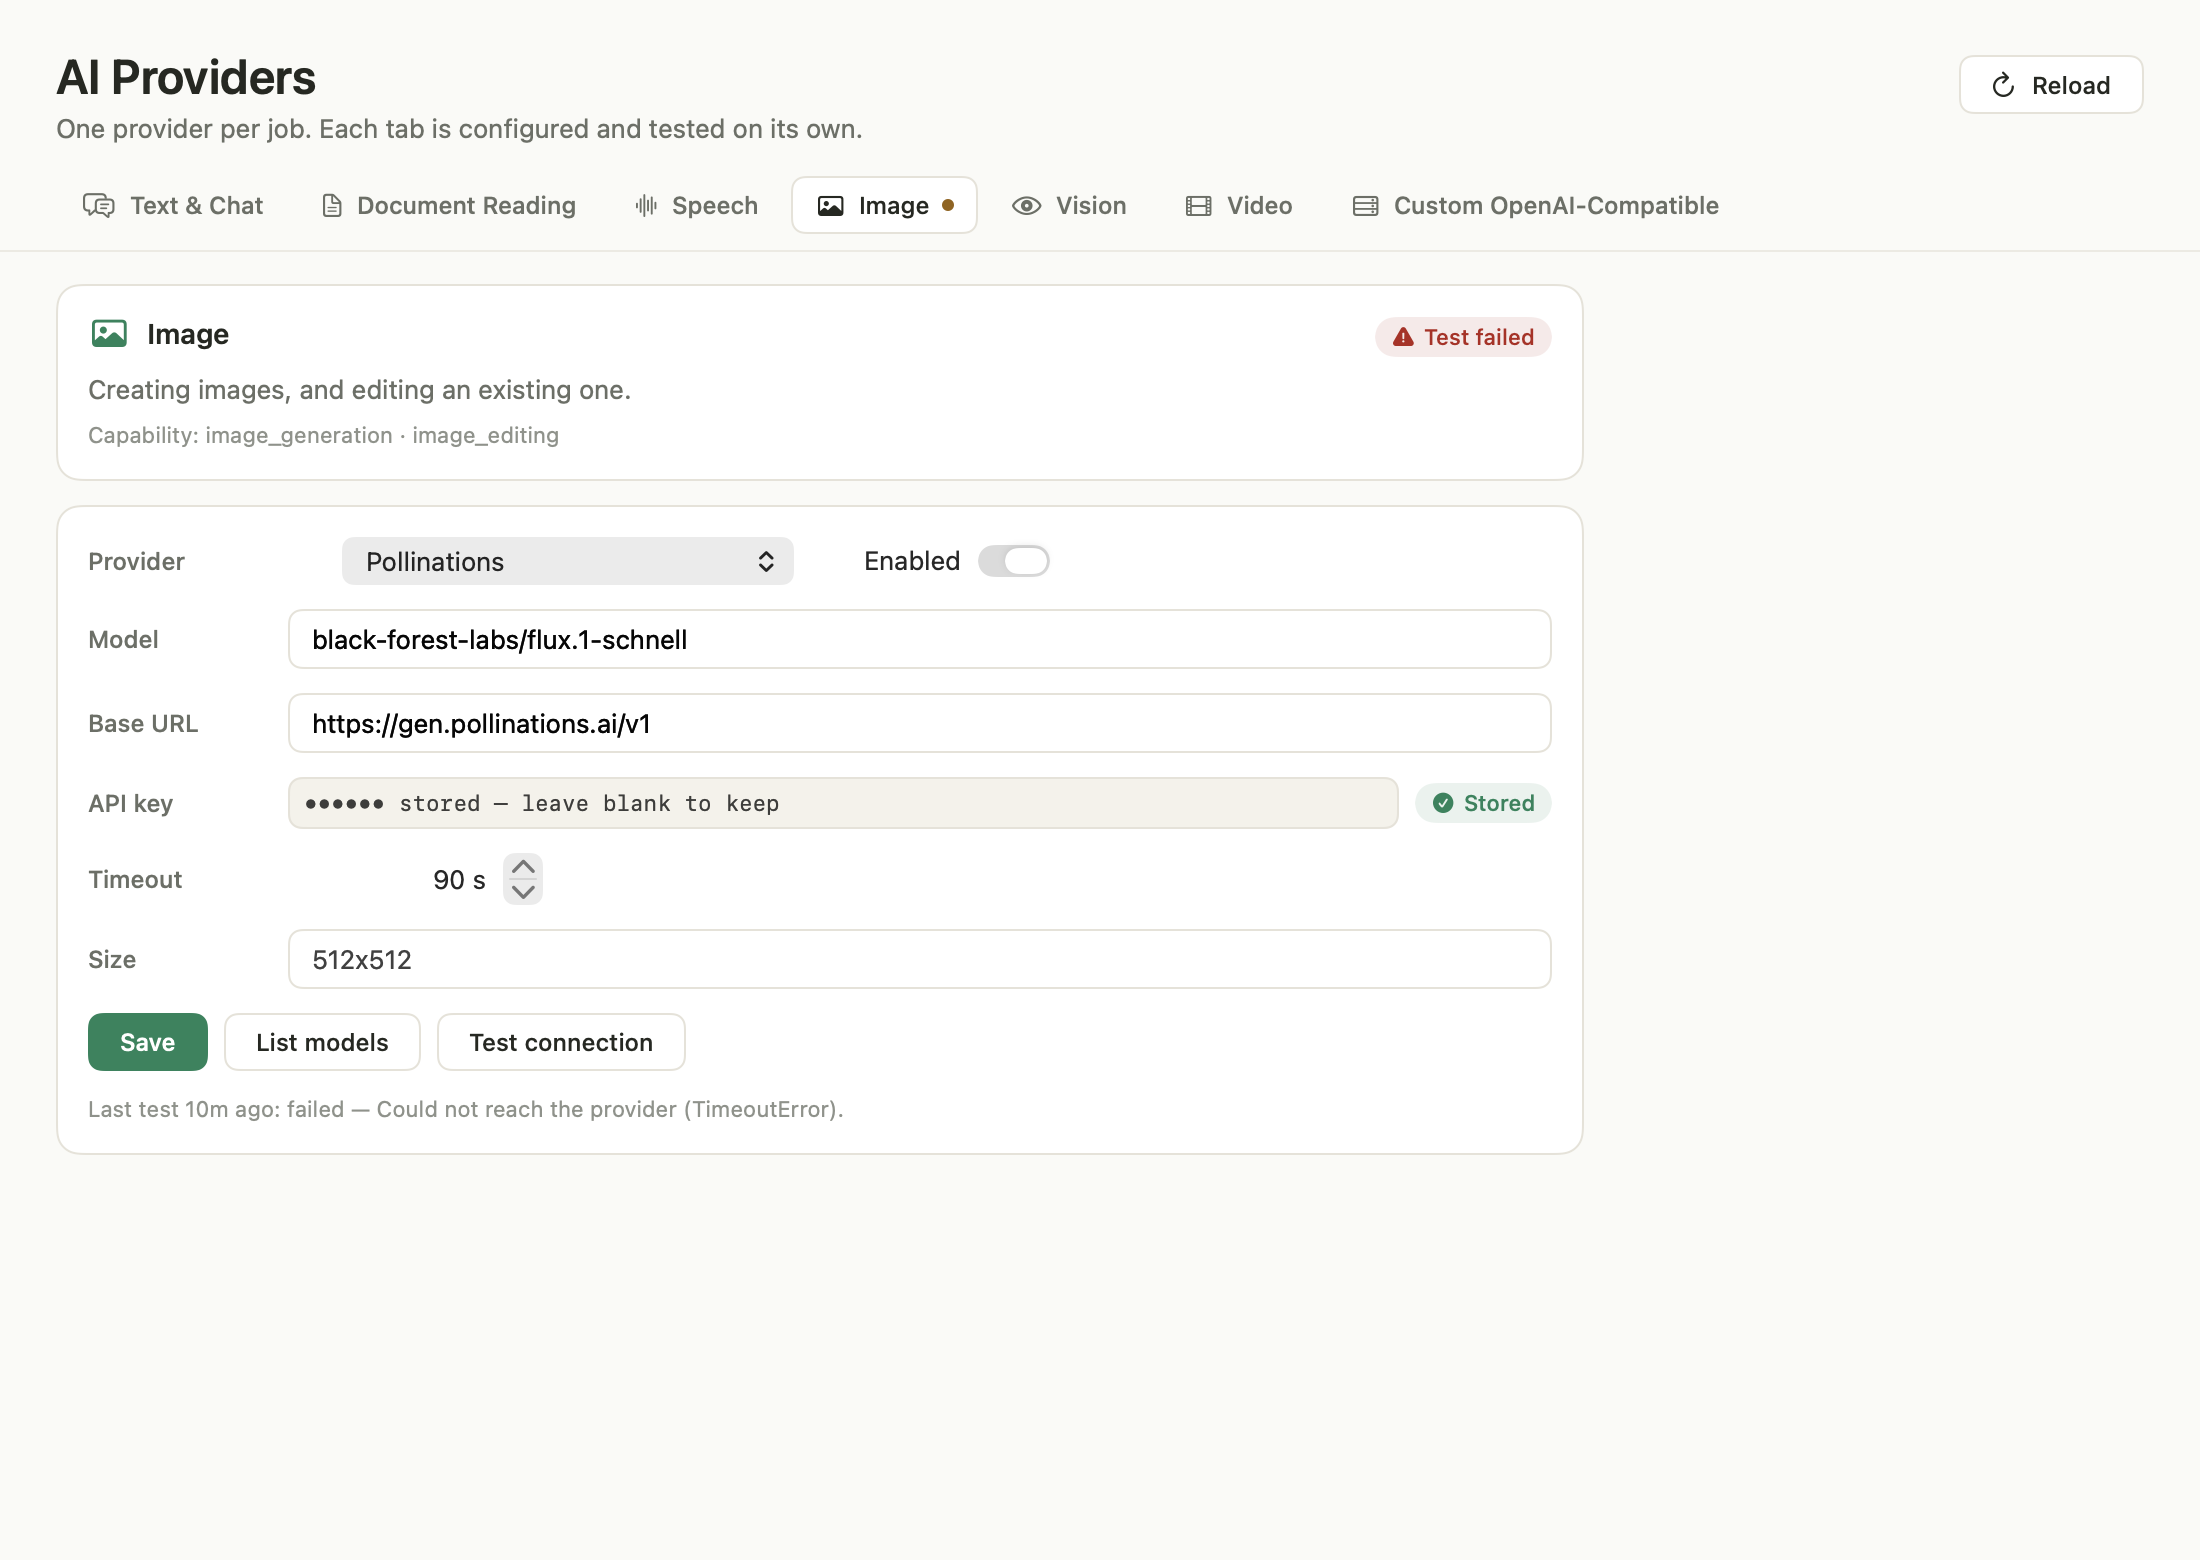 AI Providers
Reload
One provider per job. Each tab is configured and tested on its own.
Text & Chat
Document Reading
Speech
Image
Vision
Video
Custom OpenAI-Compatible
Image
Test failed
Creating images, and editing an existing one.
Capability: image_generation · image_editing
Provider
Pollinations
Enabled
Model
black-forest-labs/flux.1-schnell
Base URL
https://gen.pollinations.ai/v1
API key
●●●●●● stored — leave blank to keep
Stored
Timeout
90 s
Size
512x512
Save
List models
Test connection
Last test 10m ago: failed — Could not reach the provider (TimeoutError).